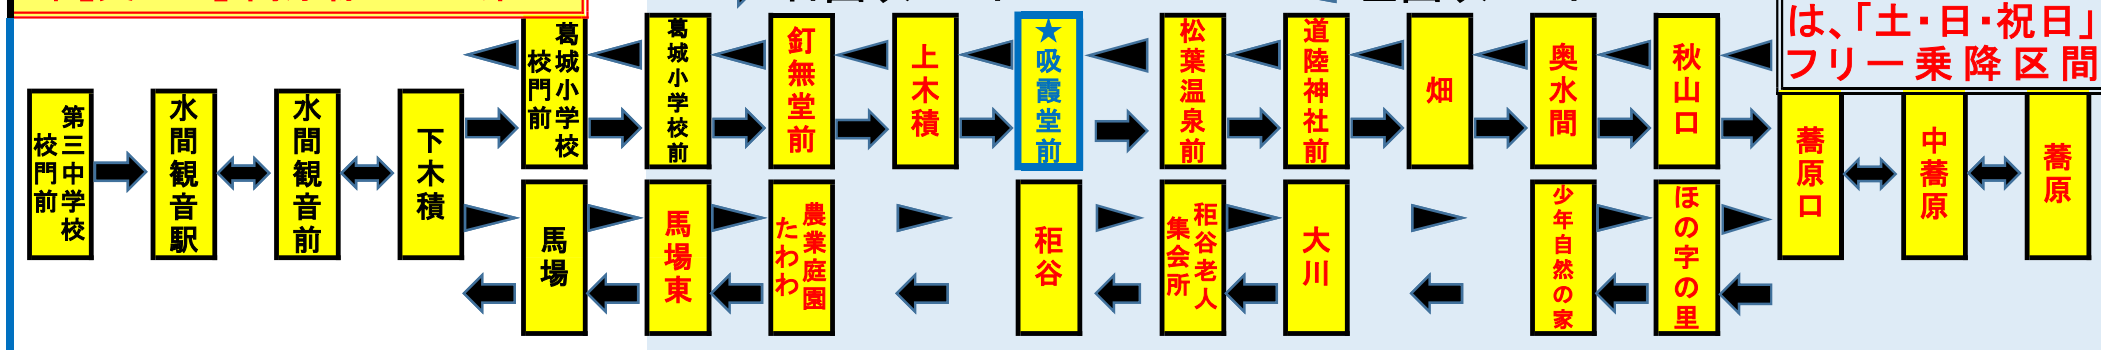 は、「土・日・祝日」
フリー乗降区間
第三中学校
校門前
水間観音駅
水間観音前
下木積
葛城小学校
校門前
葛城小学校前
釘無堂前
上木積
★吸霞堂前
松葉温泉前
道陸神社前
畑
奥水間
秋山口
蕎原口
中蕎原
蕎原
馬場
馬場東
農業庭園
たわわ
秬谷
秬谷老人
集会所
大川
少年自然の家
ほの字の里